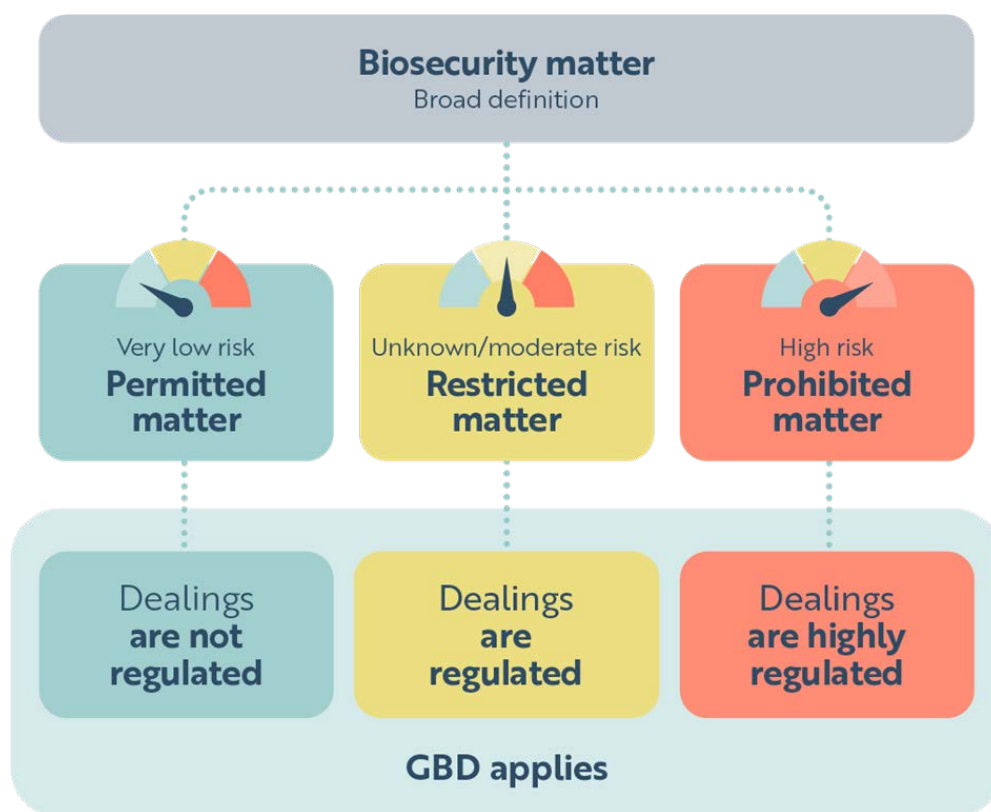 Biosecurity matter
Broad definition
Very low risk
Permitted
matter
Unknown/moderate risk
Restricted
matter
High risk
Prohibited
matter
Dealings
are not
regulated
Dealings
are
regulated
Dealings
are highly
regulated
GBD applies